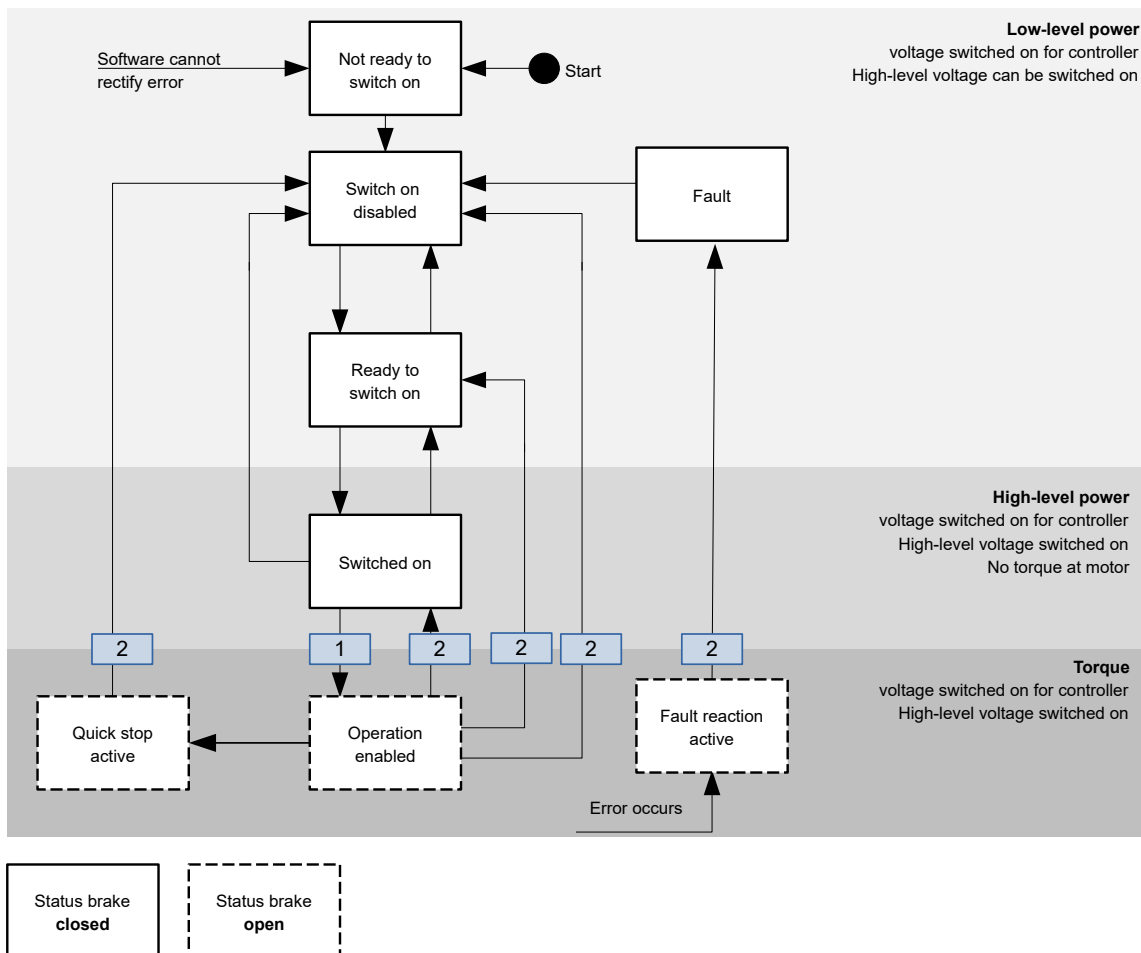 Low-level power
voltage switched on for controller
High-level voltage can be switched on
Software cannot
rectify error
Not ready to
switch on
Start
Switch on
disabled
Fault
Ready to
switch on
High-level power
voltage switched on for controller
High-level voltage switched on
No torque at motor
Switched on
2
1
2
2
2
2
Torque
voltage switched on for controller
High-level voltage switched on
Quick stop
active
Operation
enabled
Fault reaction
active
Error occurs
Status brake
closed
Status brake
open